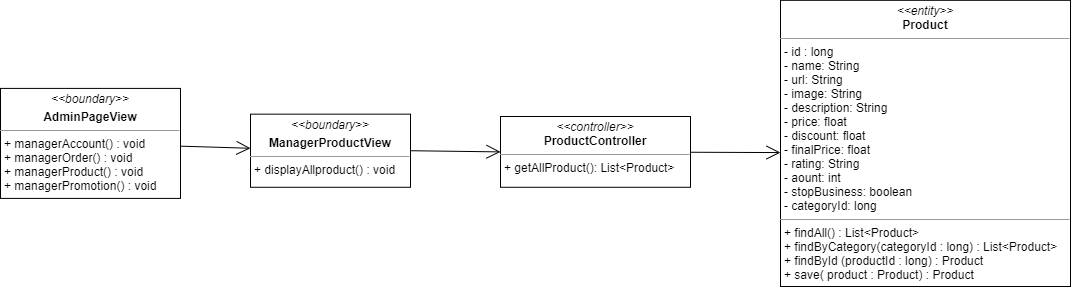 <<boundary>>
AdminPageView
+ managerAccount() : void
+ managerOrder() : void
+ managerProduct() : void
+ managerPromotion() : void
<<boundary>>
ManagerProductView
+ displayAllproduct() : void
<<controller>>
ProductController
+ getAllProduct(): List<Product>
<<entity>>
Product
- id : long
- name: String
- url: String
- image: String
- description: String
- price: float
- discount: float
- finalPrice: float
- rating: String
- aount: int
- stopBusiness: boolean
- categoryId: long
+ findAll() : List<Product>
+ findByCategory(categoryId : long) : List<Product>
+ findById (productId : long) : Product
+ save( product : Product) : Product